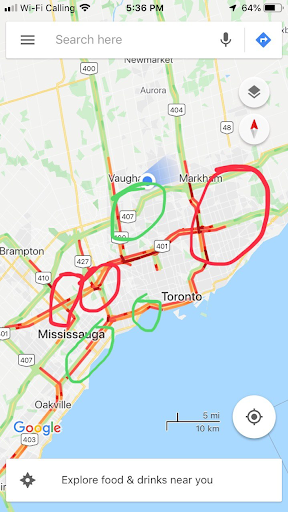 Wi-Fi Calling
5:36 PM
64%
Search here
Newmarket
400
Aurora
404
48
Vaughan
Markham
407
400
401
Brampton
427
410
401
Toronto
Mississauga
407
Oakville
5 mi
10 km
Google
403
Explore food & drinks near you